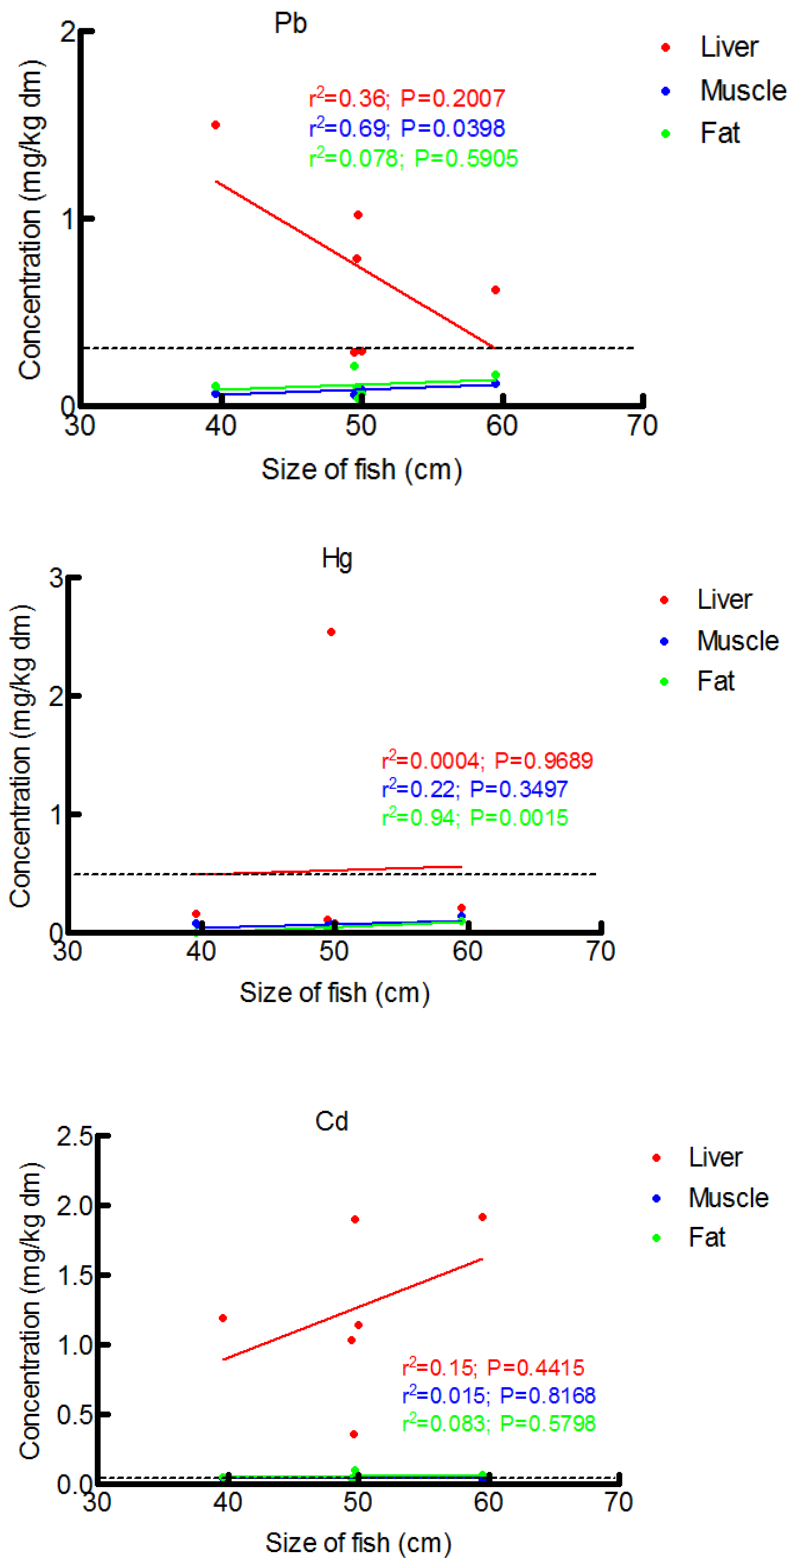 Pb
Liver
Muscle
Fat
r²=0.36; P=0.2007
r²=0.69; P=0.0398
r²=0.078; P=0.5905
Concentration (mg/kg dm)
2
1
0
30 40 50 60 70
Size of fish (cm)
Hg
Liver
Muscle
Fat
r²=0.0004; P=0.9689
r²=0.22; P=0.3497
r²=0.94; P=0.0015
Concentration (mg/kg dm)
3
2
1
0
30 40 50 60 70
Size of fish (cm)
Cd
Liver
Muscle
Fat
r²=0.15; P=0.4415
r²=0.015; P=0.8168
r²=0.083; P=0.5798
Concentration (mg/kg dm)
2.5
2.0
1.5
1.0
0.5
0.0
30 40 50 60 70
Size of fish (cm)